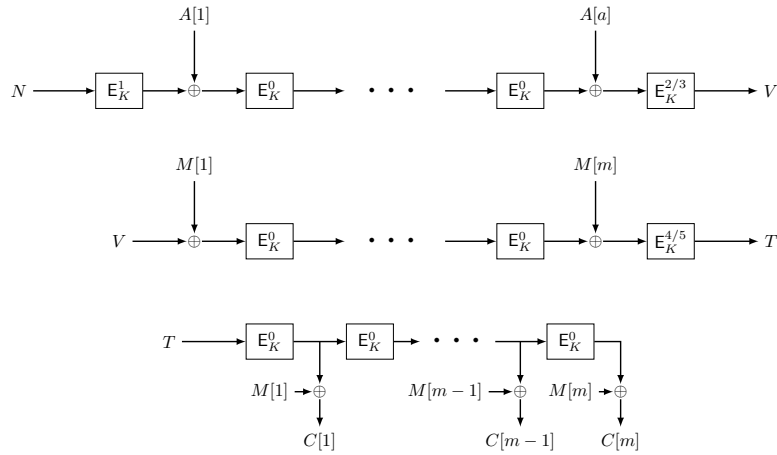 A[1] A[a]
N E_K^1 ⊕ E_K^0 • • • E_K^0 ⊕ E_K^{2/3} V
M[1] M[m]
V ⊕ E_K^0 • • • E_K^0 ⊕ E_K^{4/5} T
T E_K^0 E_K^0 • • • E_K^0
M[1] ⊕ M[m − 1] ⊕ M[m] ⊕
C[1] C[m − 1] C[m]